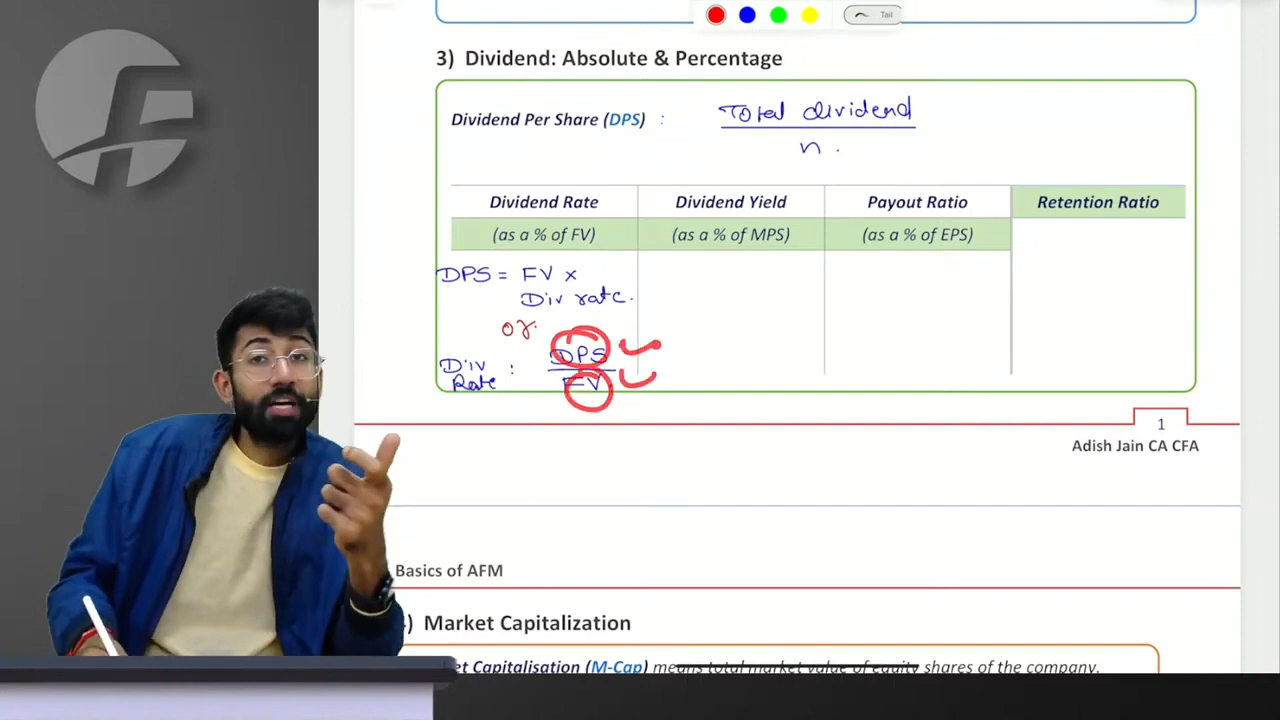 Tail
3) Dividend: Absolute & Percentage
Dividend Per Share (DPS) : Total dividend
n.
Dividend Rate Dividend Yield Payout Ratio Retention Ratio
(as a % of FV) (as a % of MPS) (as a % of EPS)
DPS = FV ×
Div rate.
or
Div Rate : DPS
FV
1
Adish Jain CA CFA
Basics of AFM
) Market Capitalization
et Capitalisation (M-Cap) means total market value of equity shares of the company.